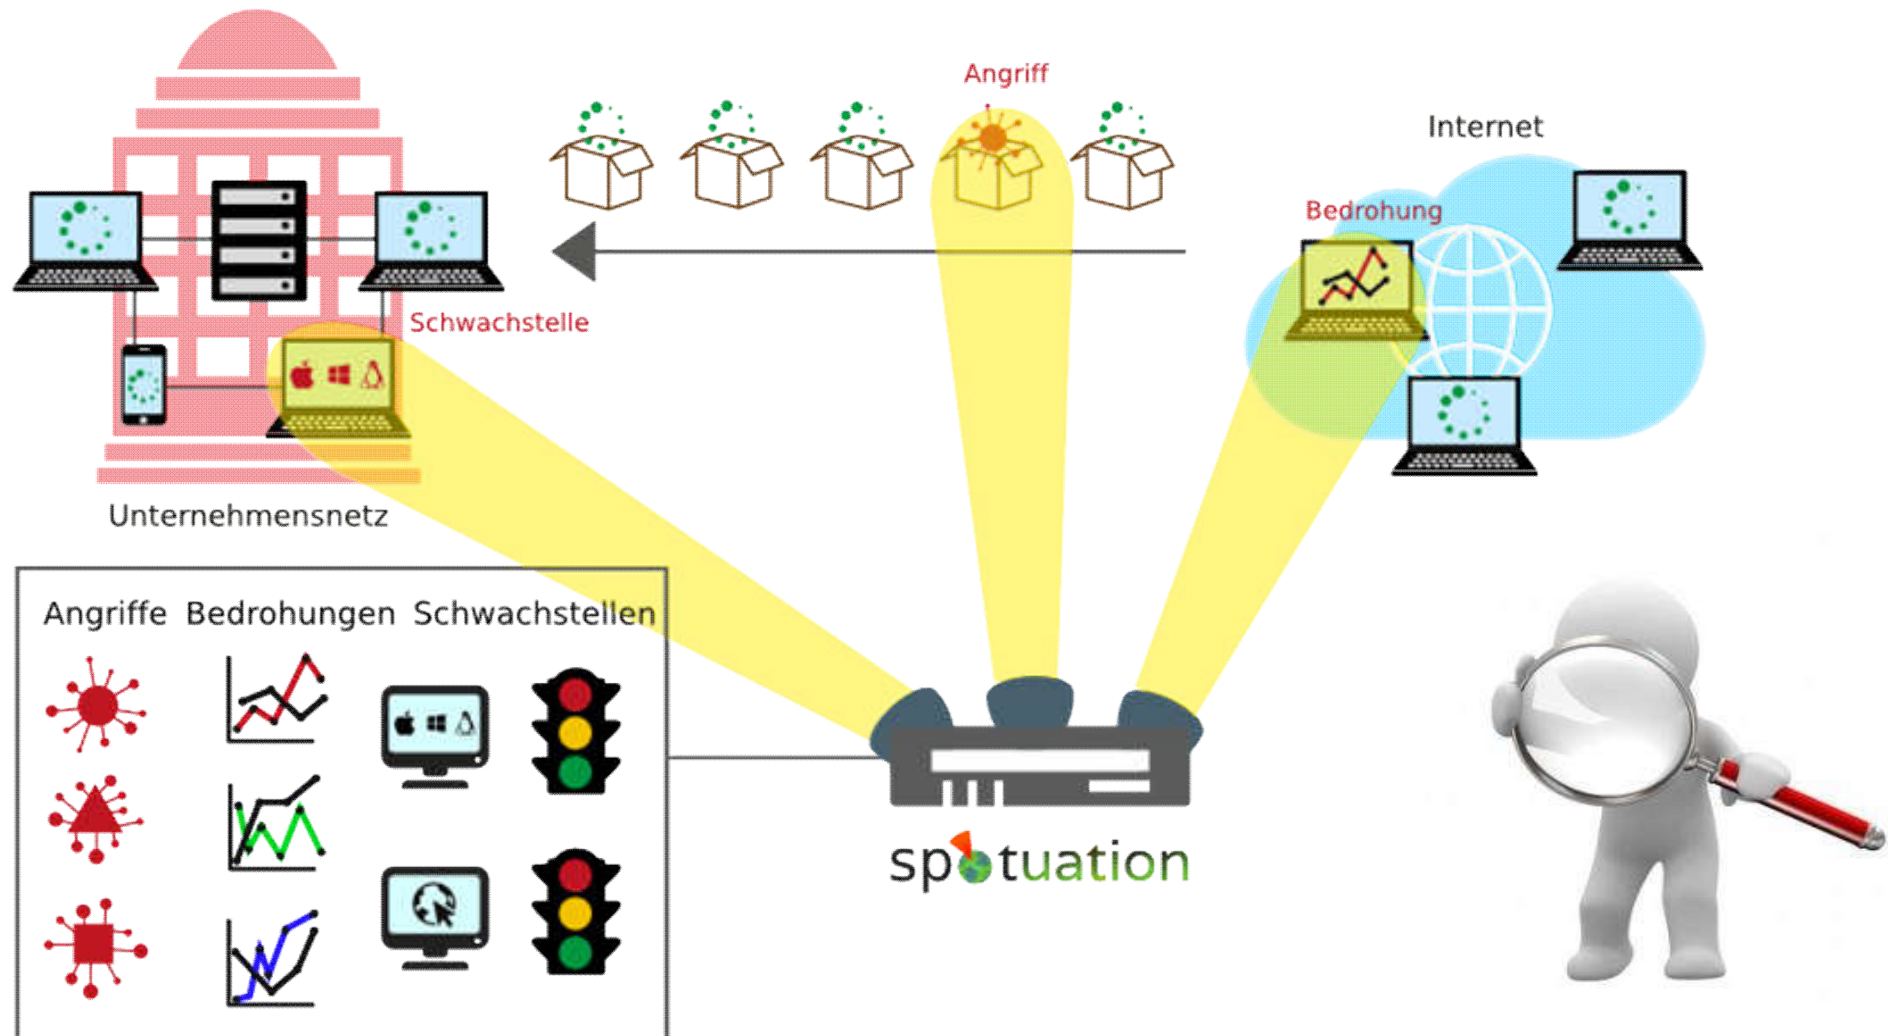 Angriff
Internet
Bedrohung
Schwachstelle
Unternehmensnetz
Angriffe Bedrohungen Schwachstellen
spotuation